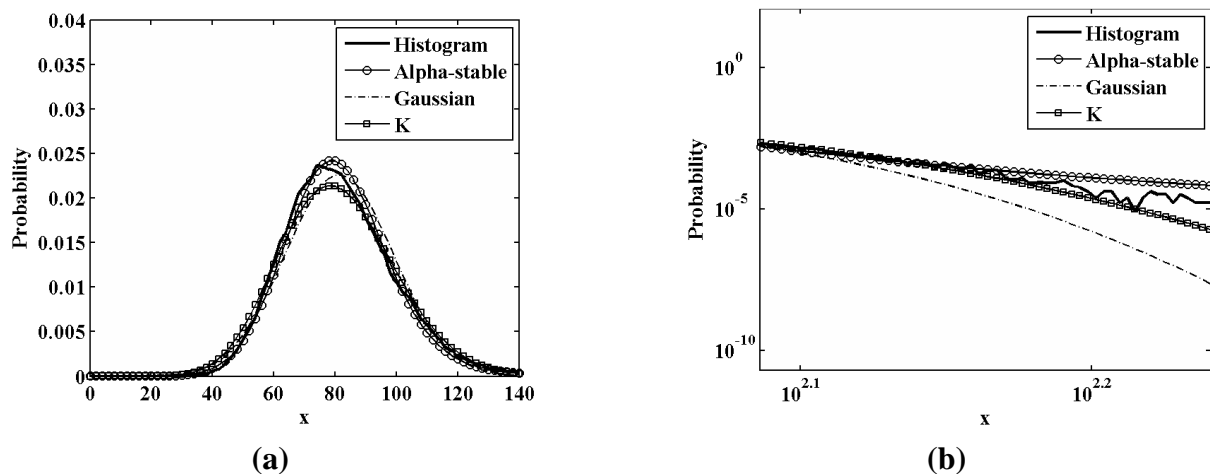 0.04
0.035
0.03
0.025
0.02
0.015
0.01
0.005
0
Probability
0 20 40 60 80 100 120 140
x
Histogram
Alpha-stable
Gaussian
K
(a)
10^0
10^-5
10^-10
Probability
10^2.1 10^2.2
x
Histogram
Alpha-stable
Gaussian
K
(b)